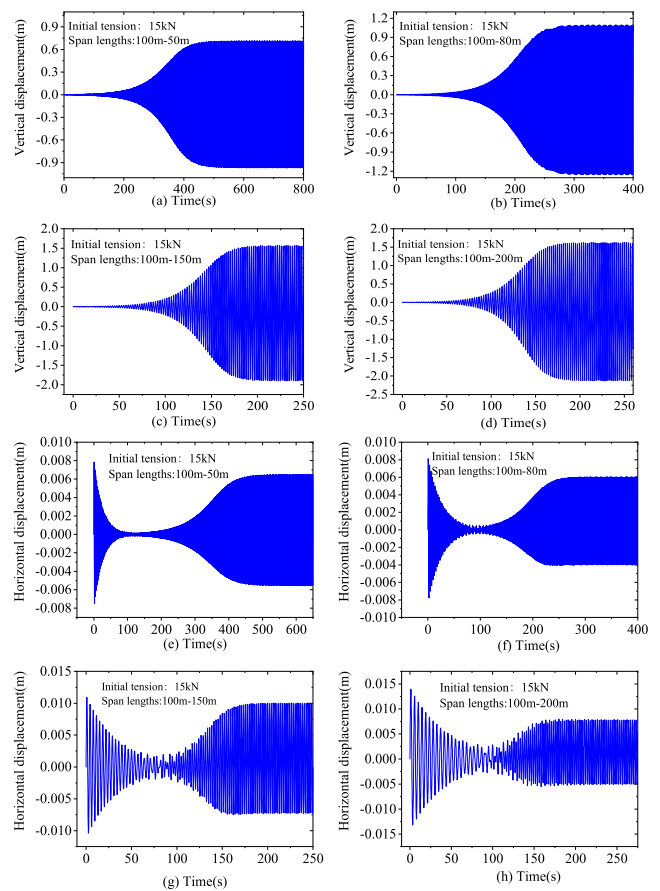 Initial tension: 15kN
Span lengths:100m-50m
Vertical displacement(m)
0.9
0.6
0.3
0.0
-0.3
-0.6
-0.9
0 200 400 600 800
(a) Time(s)
Initial tension: 15kN
Span lengths:100m-80m
Vertical displacement(m)
1.2
0.9
0.6
0.3
0.0
-0.3
-0.6
-0.9
-1.2
0 100 200 300 400
(b) Time(s)
Initial tension: 15kN
Span lengths:100m-150m
Vertical displacement(m)
2.0
1.5
1.0
0.5
0.0
-0.5
-1.0
-1.5
-2.0
0 50 100 150 200 250
(c) Time(s)
Initial tension: 15kN
Span lengths:100m-200m
Vertical displacement(m)
2.0
1.5
1.0
0.5
0.0
-0.5
-1.0
-1.5
-2.0
-2.5
0 50 100 150 200 250
(d) Time(s)
Initial tension: 15kN
Span lengths:100m-50m
Horizontal displacement(m)
0.010
0.008
0.006
0.004
0.002
0.000
-0.002
-0.004
-0.006
-0.008
0 100 200 300 400 500 600
(e) Time(s)
Initial tension: 15kN
Span lengths:100m-80m
Horizontal displacement(m)
0.010
0.008
0.006
0.004
0.002
0.000
-0.002
-0.004
-0.006
-0.008
-0.010
0 100 200 300 400
(f) Time(s)
Initial tension: 15kN
Span lengths:100m-150m
Horizontal displacement(m)
0.015
0.010
0.005
0.000
-0.005
-0.010
0 50 100 150 200 250
(g) Time(s)
Initial tension: 15kN
Span lengths:100m-200m
Horizontal displacement(m)
0.015
0.010
0.005
0.000
-0.005
-0.010
-0.015
0 50 100 150 200 250
(h) Time(s)